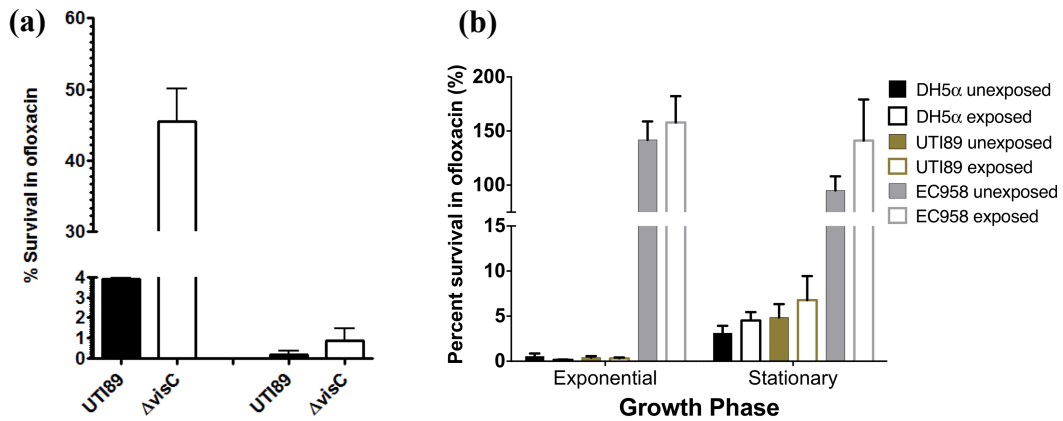 (a)
% Survival in ofloxacin
60
50
40
30
4
3
2
1
0
UTI89
ΔvisC
UTI89
ΔvisC
(b)
Percent survival in ofloxacin (%)
200
150
100
15
10
5
0
Exponential
Stationary
Growth Phase
DH5α unexposed
DH5α exposed
UTI89 unexposed
UTI89 exposed
EC958 unexposed
EC958 exposed